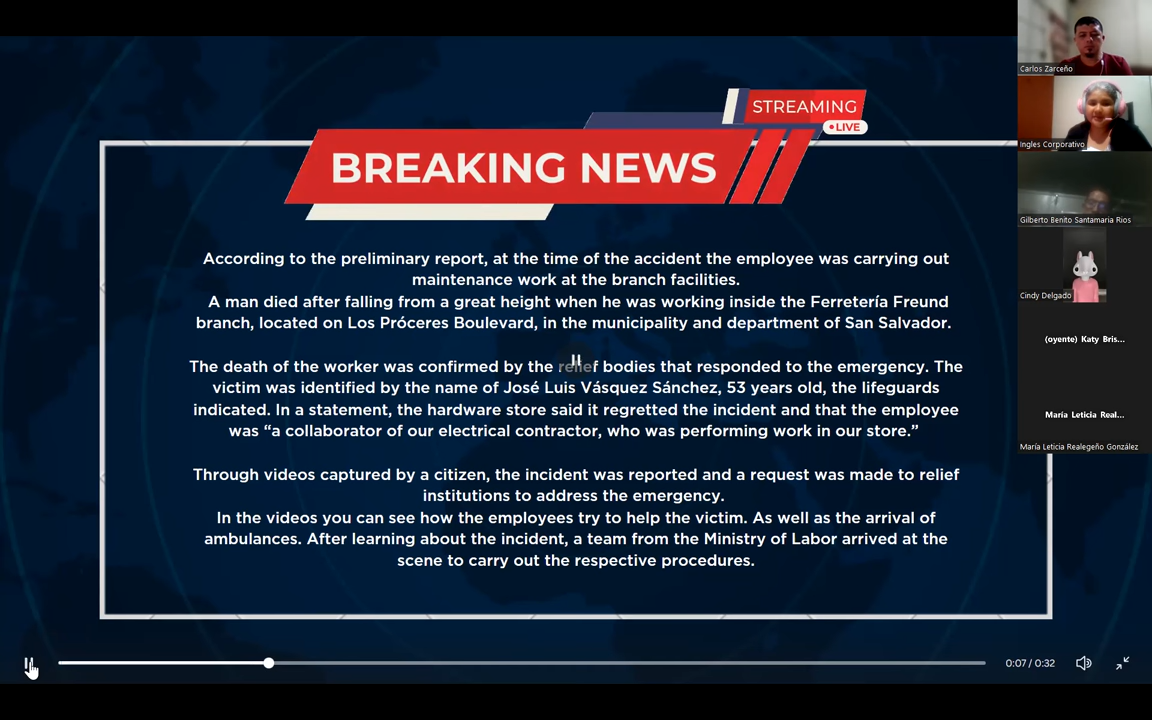 STREAMING
LIVE
BREAKING NEWS
According to the preliminary report, at the time of the accident the employee was carrying out
maintenance work at the branch facilities.
A man died after falling from a great height when he was working inside the Ferretería Freund
branch, located on Los Próceres Boulevard, in the municipality and department of San Salvador.
The death of the worker was confirmed by the relief bodies that responded to the emergency. The
victim was identified by the name of José Luis Vásquez Sánchez, 53 years old, the lifeguards
indicated. In a statement, the hardware store said it regretted the incident and that the employee
was “a collaborator of our electrical contractor, who was performing work in our store.”
Through videos captured by a citizen, the incident was reported and a request was made to relief
institutions to address the emergency.
In the videos you can see how the employees try to help the victim. As well as the arrival of
ambulances. After learning about the incident, a team from the Ministry of Labor arrived at the
scene to carry out the respective procedures.
0:07 / 0:32
Carlos Zarceño
Ingles Corporativo
Gilberto Benito Santamaria Rios
Cindy Delgado
(oyente) Katy Bris...
María Leticia Real...
María Leticia Realegeño González